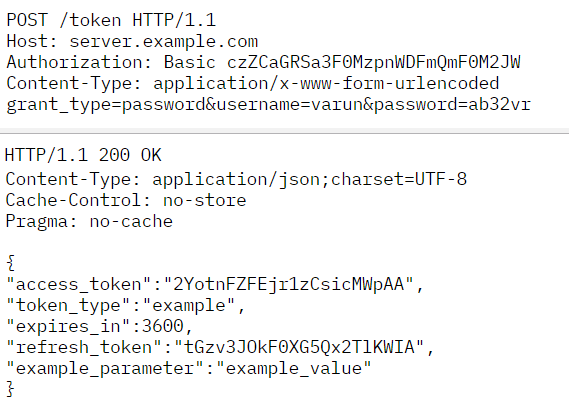 POST /token HTTP/1.1
Host: server.example.com
Authorization: Basic czZCaGRSa3F0MzpnWDFmQmF0M2JW
Content-Type: application/x-www-form-urlencoded
grant_type=password&username=varun&password=ab32vr
HTTP/1.1 200 OK
Content-Type: application/json;charset=UTF-8
Cache-Control: no-store
Pragma: no-cache
{
"access_token":"2YotnFZFEjr1zCsicMWpAA",
"token_type":"example",
"expires_in":3600,
"refresh_token":"tGzv3JOkF0XG5Qx2TlKWIA",
"example_parameter":"example_value"
}